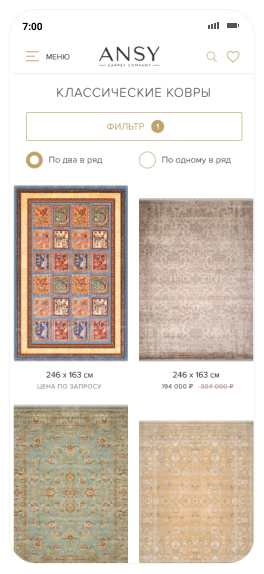 7:00
МЕНЮ
ANSY
CARPET COMPANY
КЛАССИЧЕСКИЕ КОВРЫ
ФИЛЬТР 1
По два в ряд
По одному в ряд
246 x 163 см
ЦЕНА ПО ЗАПРОСУ
246 x 163 см
194 000 ₽ 304 000 ₽